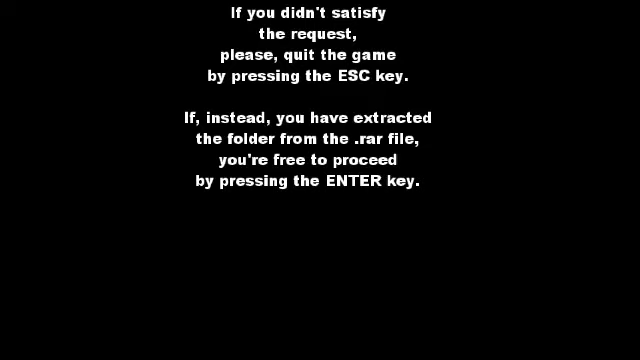 If you didn't satisfy
the request,
please, quit the game
by pressing the ESC key.
If, instead, you have extracted
the folder from the .rar file,
you're free to proceed
by pressing the ENTER key.